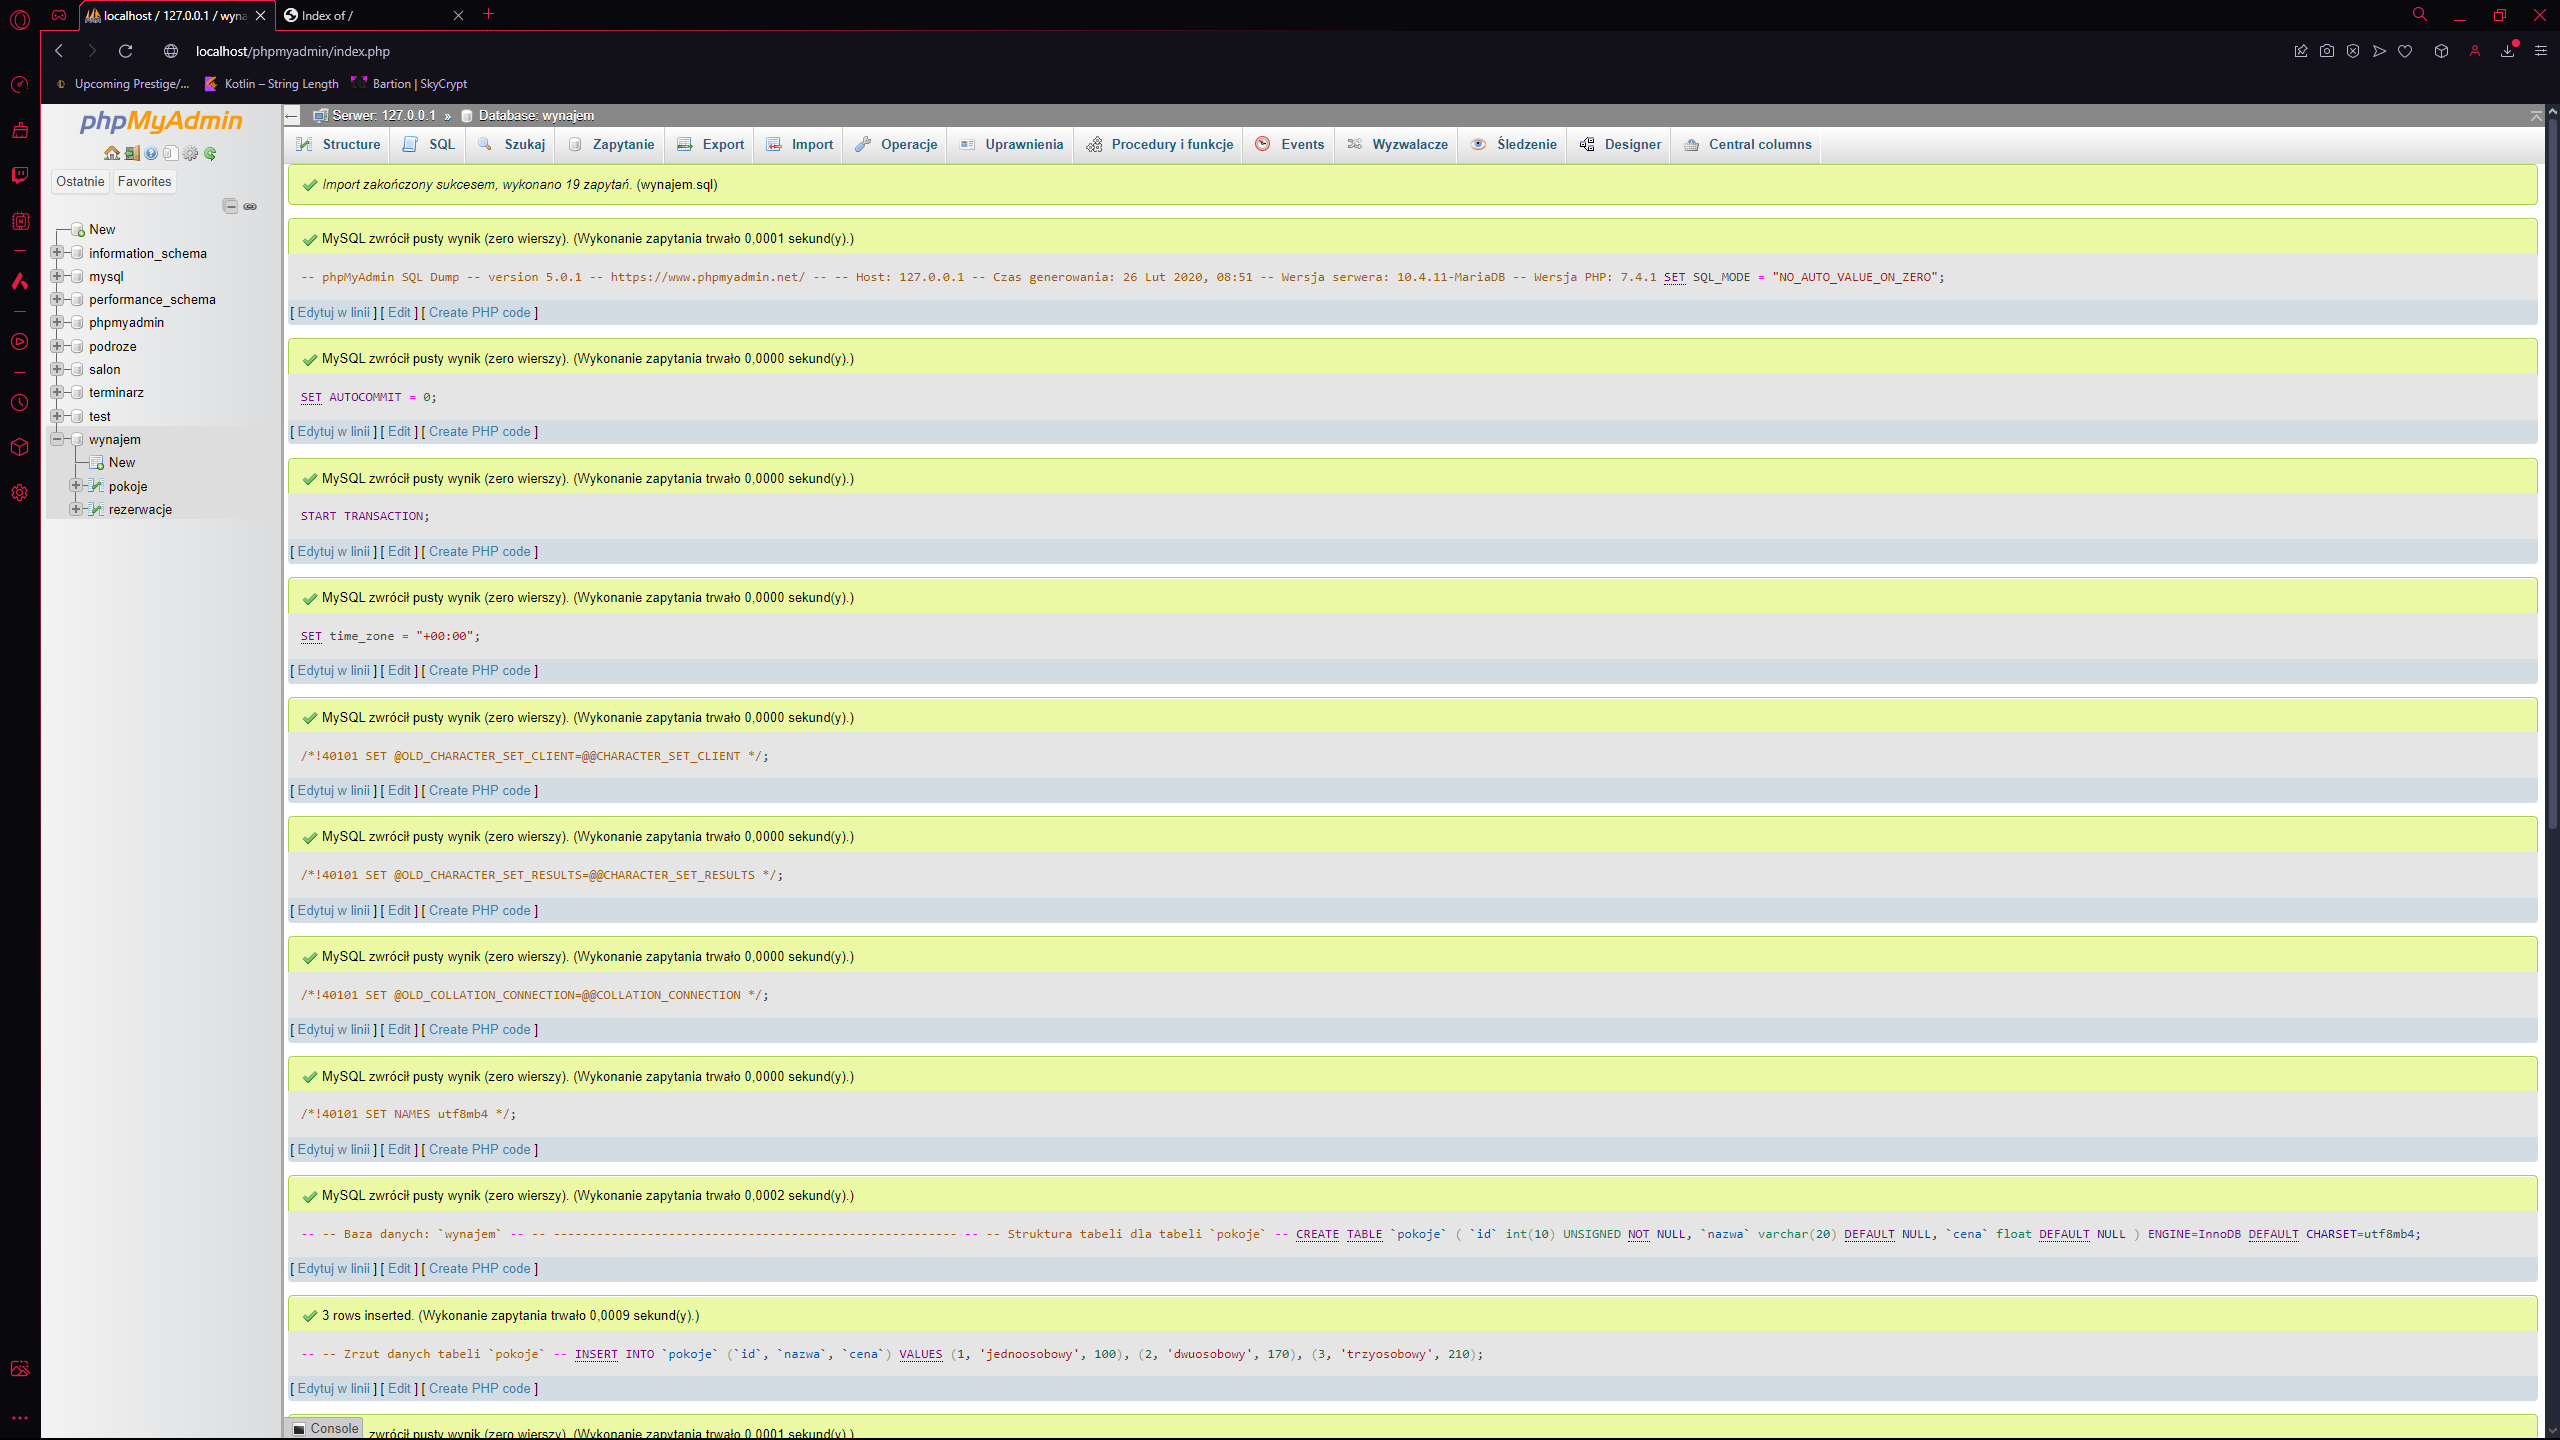 localhost / 127.0.0.1 / wyna
Index of /
localhost/phpmyadmin/index.php
Upcoming Prestige/...
Kotlin – String Length
Bartion | SkyCrypt
phpMyAdmin
Ostatnie
Favorites
New
information_schema
mysql
performance_schema
phpmyadmin
podroze
salon
terminarz
test
wynajem
New
pokoje
rezerwacje
Serwer: 127.0.0.1 » Database: wynajem
Structure SQL Szukaj Zapytanie Export Import Operacje Uprawnienia Procedury i funkcje Events Wyzwalacze Śledzenie Designer Central columns
Import zakończony sukcesem, wykonano 19 zapytań. (wynajem.sql)
MySQL zwrócił pusty wynik (zero wierszy). (Wykonanie zapytania trwało 0,0001 sekund(y).)
-- phpMyAdmin SQL Dump -- version 5.0.1 -- https://www.phpmyadmin.net/ -- -- Host: 127.0.0.1 -- Czas generowania: 26 Lut 2020, 08:51 -- Wersja serwera: 10.4.11-MariaDB -- Wersja PHP: 7.4.1 SET SQL_MODE = "NO_AUTO_VALUE_ON_ZERO";
[ Edytuj w linii ] [ Edit ] [ Create PHP code ]
MySQL zwrócił pusty wynik (zero wierszy). (Wykonanie zapytania trwało 0,0000 sekund(y).)
SET AUTOCOMMIT = 0;
[ Edytuj w linii ] [ Edit ] [ Create PHP code ]
MySQL zwrócił pusty wynik (zero wierszy). (Wykonanie zapytania trwało 0,0000 sekund(y).)
START TRANSACTION;
[ Edytuj w linii ] [ Edit ] [ Create PHP code ]
MySQL zwrócił pusty wynik (zero wierszy). (Wykonanie zapytania trwało 0,0000 sekund(y).)
SET time_zone = "+00:00";
[ Edytuj w linii ] [ Edit ] [ Create PHP code ]
MySQL zwrócił pusty wynik (zero wierszy). (Wykonanie zapytania trwało 0,0000 sekund(y).)
/*!40101 SET @OLD_CHARACTER_SET_CLIENT=@@CHARACTER_SET_CLIENT */;
[ Edytuj w linii ] [ Edit ] [ Create PHP code ]
MySQL zwrócił pusty wynik (zero wierszy). (Wykonanie zapytania trwało 0,0000 sekund(y).)
/*!40101 SET @OLD_CHARACTER_SET_RESULTS=@@CHARACTER_SET_RESULTS */;
[ Edytuj w linii ] [ Edit ] [ Create PHP code ]
MySQL zwrócił pusty wynik (zero wierszy). (Wykonanie zapytania trwało 0,0000 sekund(y).)
/*!40101 SET @OLD_COLLATION_CONNECTION=@@COLLATION_CONNECTION */;
[ Edytuj w linii ] [ Edit ] [ Create PHP code ]
MySQL zwrócił pusty wynik (zero wierszy). (Wykonanie zapytania trwało 0,0000 sekund(y).)
/*!40101 SET NAMES utf8mb4 */;
[ Edytuj w linii ] [ Edit ] [ Create PHP code ]
MySQL zwrócił pusty wynik (zero wierszy). (Wykonanie zapytania trwało 0,0002 sekund(y).)
-- -- Baza danych: `wynajem` -- -- -------------------------------------------------------- -- -- Struktura tabeli dla tabeli `pokoje` -- CREATE TABLE `pokoje` ( `id` int(10) UNSIGNED NOT NULL, `nazwa` varchar(20) DEFAULT NULL, `cena` float DEFAULT NULL ) ENGINE=InnoDB DEFAULT CHARSET=utf8mb4;
[ Edytuj w linii ] [ Edit ] [ Create PHP code ]
3 rows inserted. (Wykonanie zapytania trwało 0,0009 sekund(y).)
-- -- Zrzut danych tabeli `pokoje` -- INSERT INTO `pokoje` (`id`, `nazwa`, `cena`) VALUES (1, 'jednoosobowy', 100), (2, 'dwuosobowy', 170), (3, 'trzyosobowy', 210);
[ Edytuj w linii ] [ Edit ] [ Create PHP code ]
Console zwrócił pusty wynik (zero wierszy). (Wykonanie zapytania trwało 0,0001 sekund(y).)